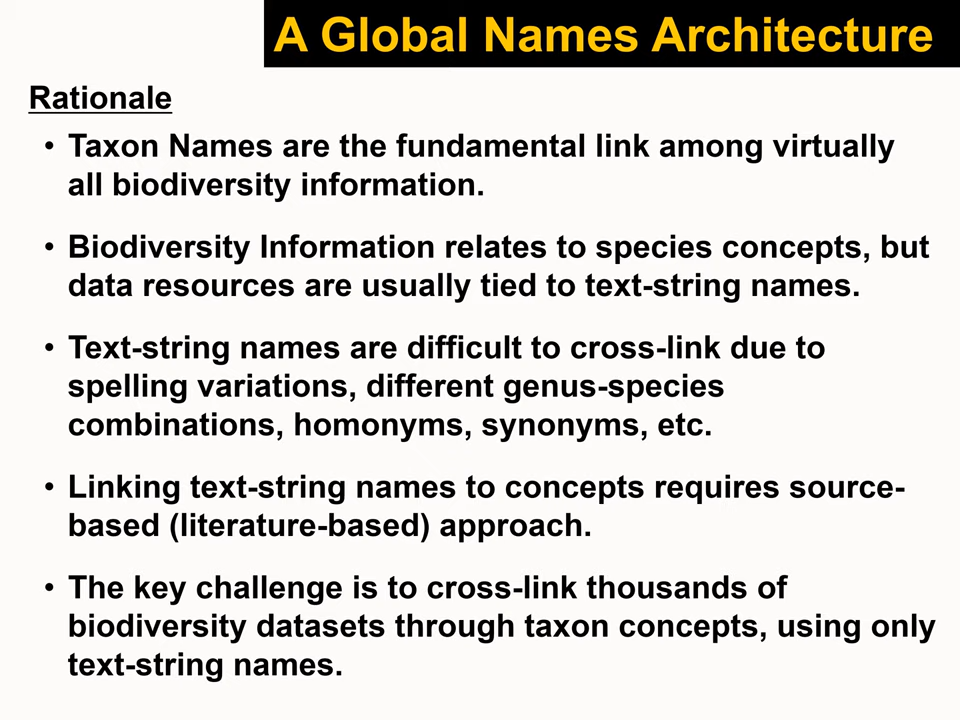 A Global Names Architecture
Rationale
• Taxon Names are the fundamental link among virtually
all biodiversity information.
• Biodiversity Information relates to species concepts, but
data resources are usually tied to text-string names.
• Text-string names are difficult to cross-link due to
spelling variations, different genus-species
combinations, homonyms, synonyms, etc.
• Linking text-string names to concepts requires source-
based (literature-based) approach.
• The key challenge is to cross-link thousands of
biodiversity datasets through taxon concepts, using only
text-string names.